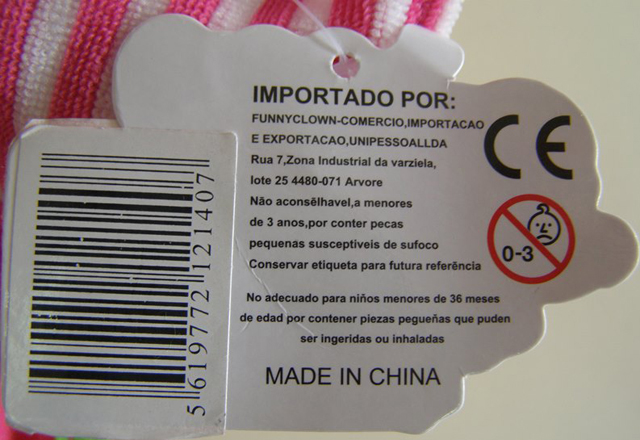 IMPORTADO POR:
FUNNYCLOWN-COMERCIO,IMPORTACAO
E EXPORTACAO,UNIPESSOALLDA
Rua 7,Zona Industrial da varziela,
lote 25 4480-071 Arvore
Não aconsêlhavel,a menores
de 3 anos,por conter pecas
pequenas susceptiveis de sufoco
Conservar etiqueta para futura referência
No adecuado para niños menores de 36 meses
de edad por contener piezas pegueñas que puden
ser ingeridas ou inhaladas
MADE IN CHINA
CE
0-3
5 619772 121407